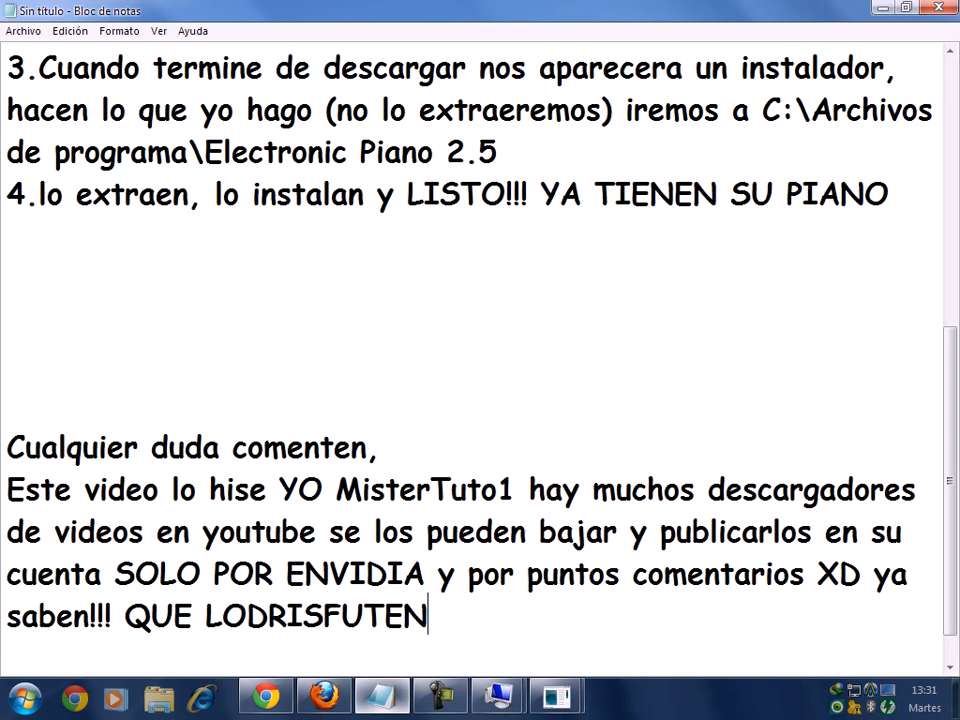 Sin título - Bloc de notas
Archivo Edición Formato Ver Ayuda
3.Cuando termine de descargar nos aparecera un instalador,
hacen lo que yo hago (no lo extraeremos) iremos a C:\Archivos
de programa\Electronic Piano 2.5
4.lo extraen, lo instalan y LISTO!!! YA TIENEN SU PIANO
Cualquier duda comenten,
Este video lo hise YO MisterTuto1 hay muchos descargadores
de videos en youtube se los pueden bajar y publicarlos en su
cuenta SOLO POR ENVIDIA y por puntos comentarios XD ya
saben!!! QUE LODRISFUTEN
13:31
Martes